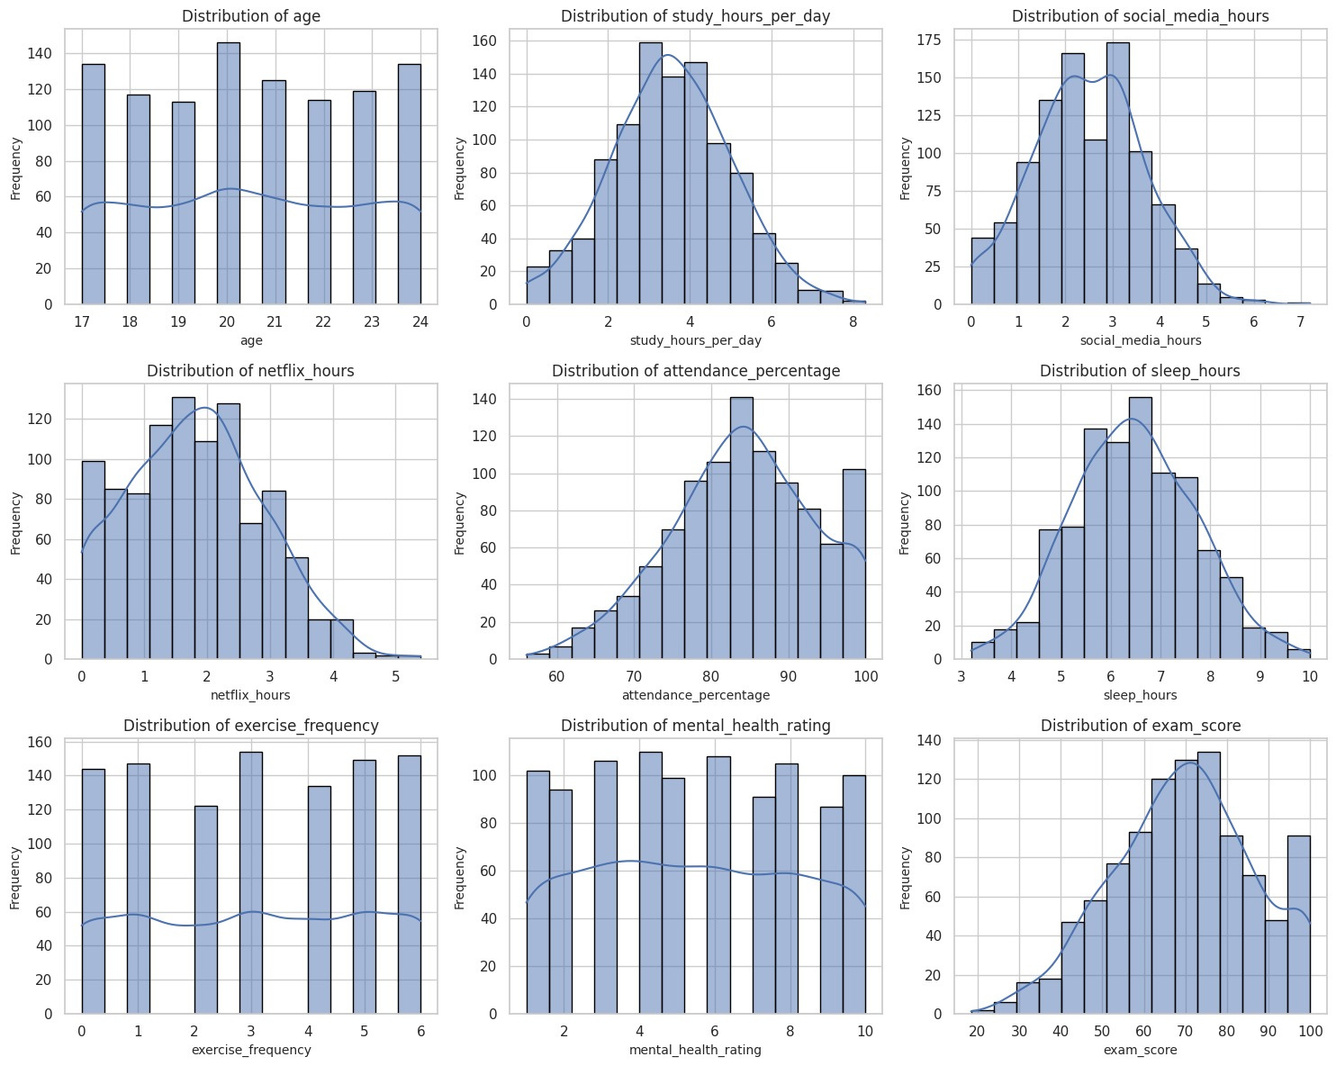 Distribution of age
Frequency
140
120
100
80
60
40
20
0
17 18 19 20 21 22 23 24
age
Distribution of study_hours_per_day
Frequency
160
140
120
100
80
60
40
20
0
0 2 4 6 8
study_hours_per_day
Distribution of social_media_hours
Frequency
175
150
125
100
75
50
25
0
0 1 2 3 4 5 6 7
social_media_hours
Distribution of netflix_hours
Frequency
120
100
80
60
40
20
0
0 1 2 3 4 5
netflix_hours
Distribution of attendance_percentage
Frequency
140
120
100
80
60
40
20
0
60 70 80 90 100
attendance_percentage
Distribution of sleep_hours
Frequency
160
140
120
100
80
60
40
20
0
3 4 5 6 7 8 9 10
sleep_hours
Distribution of exercise_frequency
Frequency
160
140
120
100
80
60
40
20
0
0 1 2 3 4 5 6
exercise_frequency
Distribution of mental_health_rating
Frequency
100
80
60
40
20
0
2 4 6 8 10
mental_health_rating
Distribution of exam_score
Frequency
140
120
100
80
60
40
20
0
20 30 40 50 60 70 80 90 100
exam_score